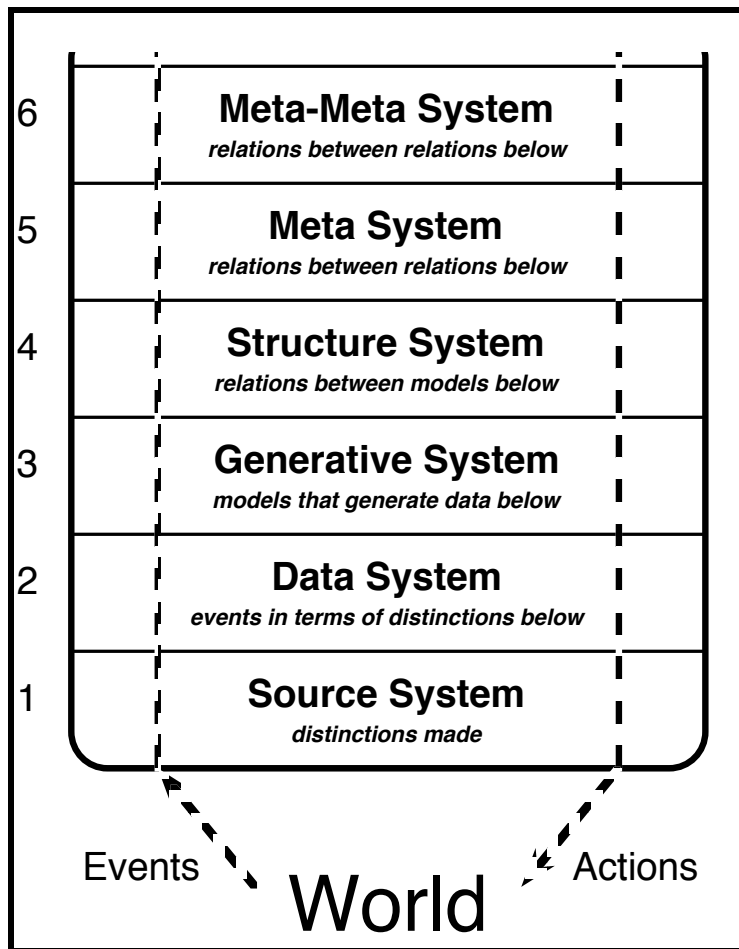 6
Meta-Meta System
relations between relations below
5
Meta System
relations between relations below
4
Structure System
relations between models below
3
Generative System
models that generate data below
2
Data System
events in terms of distinctions below
1
Source System
distinctions made
Events
World
Actions